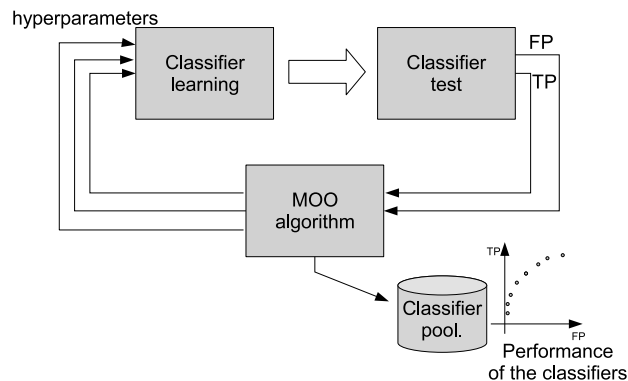 hyperparameters
Classifier
learning
Classifier
test
FP
TP
MOO
algorithm
TP
Classifier
pool.
FP
Performance
of the classifiers